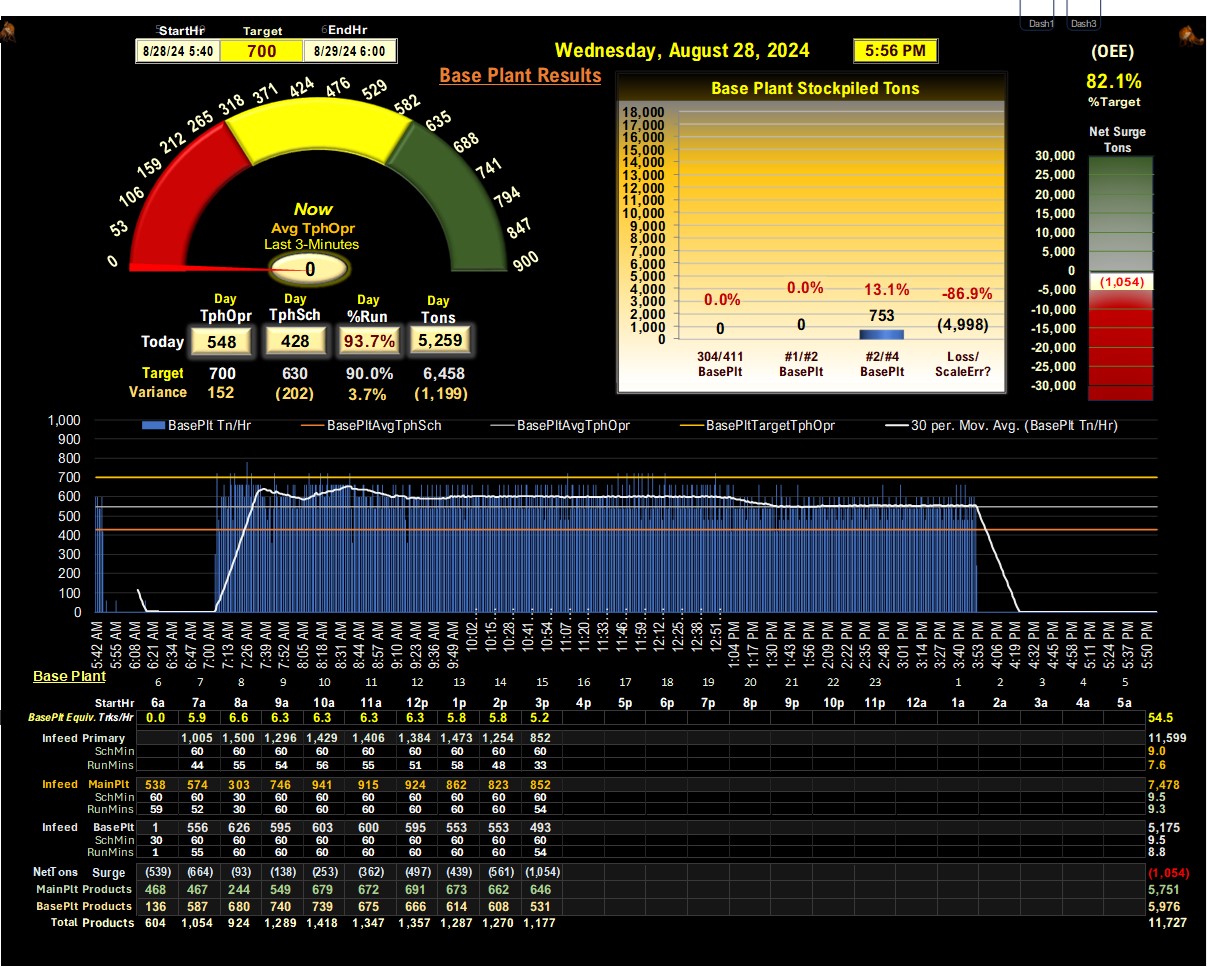 Dash1 Dash3
StartHr Target EndHr
8/28/24 5:40 700 8/29/24 6:00
Wednesday, August 28, 2024 5:56 PM
Base Plant Results
(OEE)
82.1%
%Target
Net Surge
Tons
0 53 106 159 212 265 318 371 424 476 529 582 635 688 741 794 847 900
Now
Avg TphOpr
Last 3-Minutes
0
Day Day Day Day
TphOpr TphSch %Run Tons
Today 548 428 93.7% 5,259
Target 700 630 90.0% 6,458
Variance 152 (202) 3.7% (1,199)
Base Plant Stockpiled Tons
18,000
17,000
16,000
15,000
14,000
13,000
12,000
11,000
10,000
9,000
8,000
7,000
6,000
5,000
4,000
3,000
2,000
1,000
0
0.0% 0.0% 13.1% -86.9%
0 0 753 (4,998)
304/411 #1/#2 #2/#4 Loss/
BasePlt BasePlt BasePlt ScaleErr?
30,000
25,000
20,000
15,000
10,000
5,000
0
(1,054)
-5,000
-10,000
-15,000
-20,000
-25,000
-30,000
BasePlt Tn/Hr BasePltAvgTphSch BasePltAvgTphOpr BasePltTargetTphOpr 30 per. Mov. Avg. (BasePlt Tn/Hr)
1,000
900
800
700
600
500
400
300
200
100
0
5:42 AM 5:55 AM 6:08 AM 6:21 AM 6:34 AM 6:47 AM 7:00 AM 7:13 AM 7:26 AM 7:39 AM 7:52 AM 8:05 AM 8:18 AM 8:31 AM 8:44 AM 8:57 AM 9:10 AM 9:23 AM 9:36 AM 9:49 AM 10:02... 10:15... 10:28... 10:41... 10:54... 11:07... 11:20... 11:33... 11:46... 11:59... 12:12... 12:25... 12:38... 12:51... 1:04 PM 1:17 PM 1:30 PM 1:43 PM 1:56 PM 2:09 PM 2:22 PM 2:35 PM 2:48 PM 3:01 PM 3:14 PM 3:27 PM 3:40 PM 3:53 PM 4:06 PM 4:19 PM 4:32 PM 4:45 PM 4:58 PM 5:11 PM 5:24 PM 5:37 PM 5:50 PM
Base Plant
6 7 8 9 10 11 12 13 14 15 16 17 18 19 20 21 22 23 1 2 3 4 5
StartHr 6a 7a 8a 9a 10a 11a 12p 1p 2p 3p 4p 5p 6p 7p 8p 9p 10p 11p 12a 1a 2a 3a 4a 5a
BasePlt Equiv. Trks/Hr 0.0 5.9 6.6 6.3 6.3 6.3 6.3 5.8 5.8 5.2 54.5
Infeed Primary 1,005 1,500 1,296 1,429 1,406 1,384 1,473 1,254 852 11,599
SchMin 60 60 60 60 60 60 60 60 60 9.0
RunMins 44 55 54 56 55 51 58 48 33 7.6
Infeed MainPlt 538 574 303 746 941 915 924 862 823 852 7,478
SchMin 60 60 30 60 60 60 60 60 60 60 9.5
RunMins 59 52 30 60 60 60 60 60 60 54 9.3
Infeed BasePlt 1 556 626 595 603 600 595 553 553 493 5,175
SchMin 30 60 60 60 60 60 60 60 60 60 9.5
RunMins 1 55 60 60 60 60 60 60 60 54 8.8
NetTons Surge (539) (664) (93) (138) (253) (362) (497) (439) (561) (1,054) (1,054)
MainPlt Products 468 467 244 549 679 672 691 673 662 646 5,751
BasePlt Products 136 587 680 740 739 675 666 614 608 531 5,976
Total Products 604 1,054 924 1,289 1,418 1,347 1,357 1,287 1,270 1,177 11,727